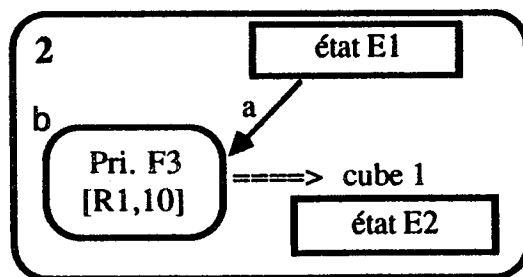 2
état E1
a
b
Pri. F3
[R1,10]
====> cube 1
état E2